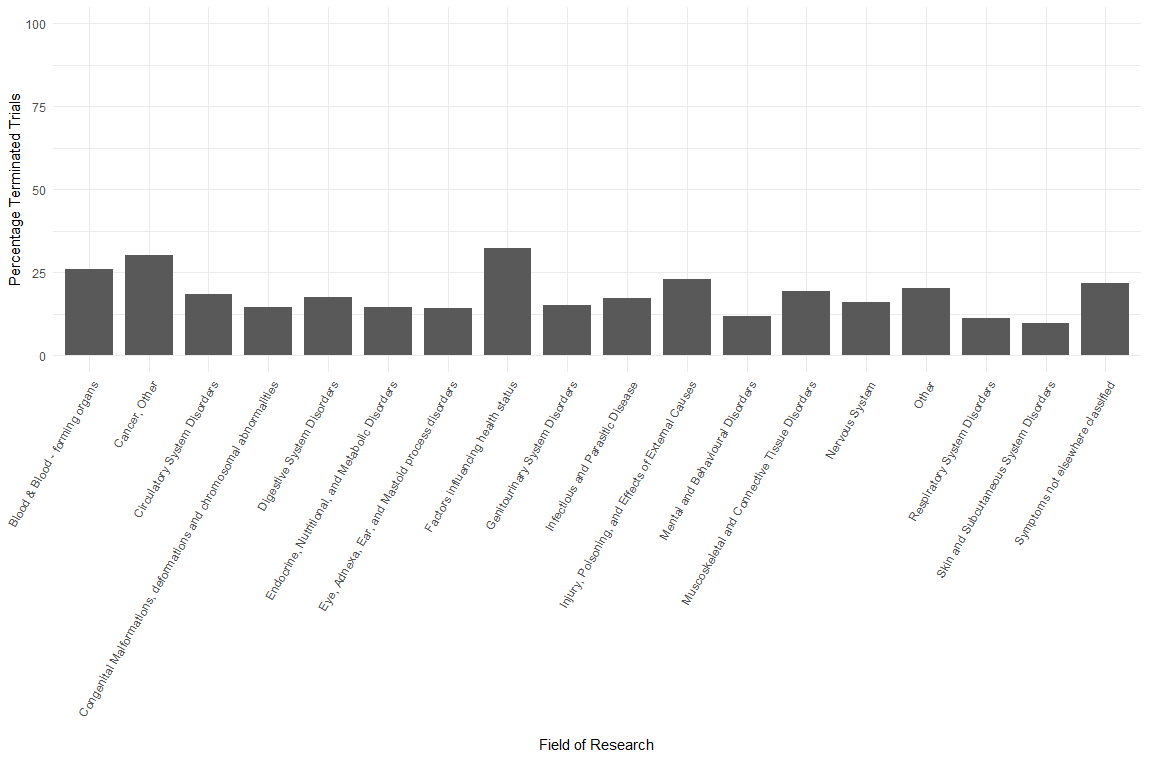 100
75
50
25
0
Percentage Terminated Trials
Blood & Blood - forming organs
Cancer, Other
Circulatory System Disorders
Congenital Malformations, deformations and chromosomal abnormalities
Digestive System Disorders
Endocrine, Nutritional, and Metabolic Disorders
Eye, Adnexa, Ear, and Mastoid process disorders
Factors influencing health status
Genitourinary System Disorders
Infectious and Parasitic Disease
Injury, Poisoning, and Effects of External Causes
Mental and Behavioural Disorders
Muscoskeletal and Connective Tissue Disorders
Nervous System
Other
Respiratory System Disorders
Skin and Subcutaneous System Disorders
Symptoms not elsewhere classified
Field of Research